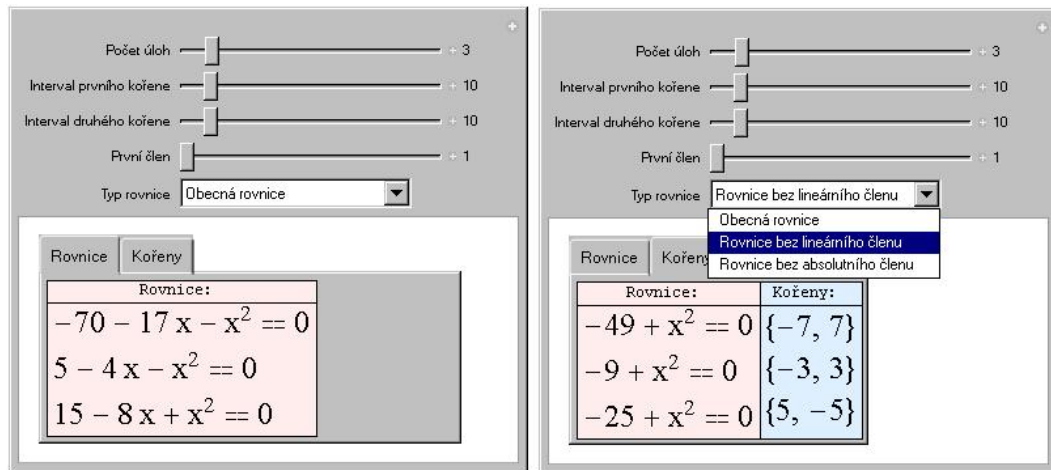 Počet úloh 3
Interval prvního kořene 10
Interval druhého kořene 10
První člen 1
Typ rovnice Obecná rovnice
Rovnice Kořeny
Rovnice:
−70 − 17 x − x² == 0
5 − 4 x − x² == 0
15 − 8 x + x² == 0
Počet úloh 3
Interval prvního kořene 10
Interval druhého kořene 10
První člen 1
Typ rovnice Rovnice bez lineárního členu
Obecná rovnice
Rovnice bez lineárního členu
Rovnice bez absolutního členu
Rovnice Kořeny
Rovnice: Kořeny:
−49 + x² == 0 {−7, 7}
−9 + x² == 0 {−3, 3}
−25 + x² == 0 {5, −5}